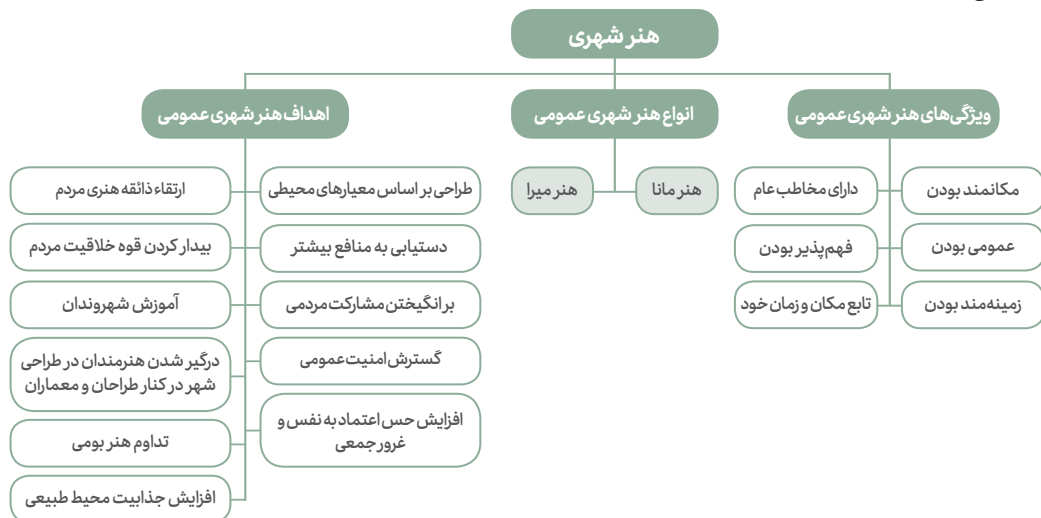 هنر شهری
ویژگی‌های هنر شهری عمومی
مکانمند بودن
دارای مخاطب عام
عمومی بودن
فهم‌پذیر بودن
زمینه‌مند بودن
تابع مکان و زمان خود
انواع هنر شهری عمومی
هنر مانا
هنر میرا
اهداف هنر شهری عمومی
طراحی بر اساس معیارهای محیطی
ارتقاء ذائقه هنری مردم
دستیابی به منافع بیشتر
بیدار کردن قوه خلاقیت مردم
برانگیختن مشارکت مردمی
آموزش شهروندان
گسترش امنیت عمومی
درگیر شدن هنرمندان در طراحی
شهر در کنار طراحان و معماران
افزایش حس اعتماد به نفس و
غرور جمعی
تداوم هنر بومی
افزایش جذابیت محیط طبیعی